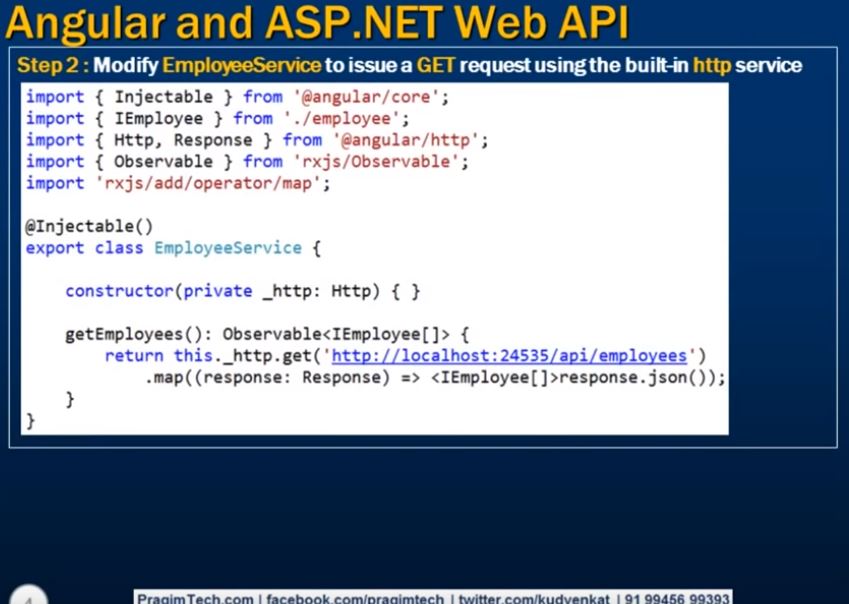 Angular and ASP.NET Web API
Step 2 : Modify EmployeeService to issue a GET request using the built-in http service
import { Injectable } from '@angular/core';
import { IEmployee } from './employee';
import { Http, Response } from '@angular/http';
import { Observable } from 'rxjs/Observable';
import 'rxjs/add/operator/map';
@Injectable()
export class EmployeeService {
constructor(private _http: Http) { }
getEmployees(): Observable<IEmployee[]> {
return this._http.get('http://localhost:24535/api/employees')
.map((response: Response) => <IEmployee[]>response.json());
}
}
4
PragimTech.com | facebook.com/pragimtech | twitter.com/kudvenkat | 91 99456 99393